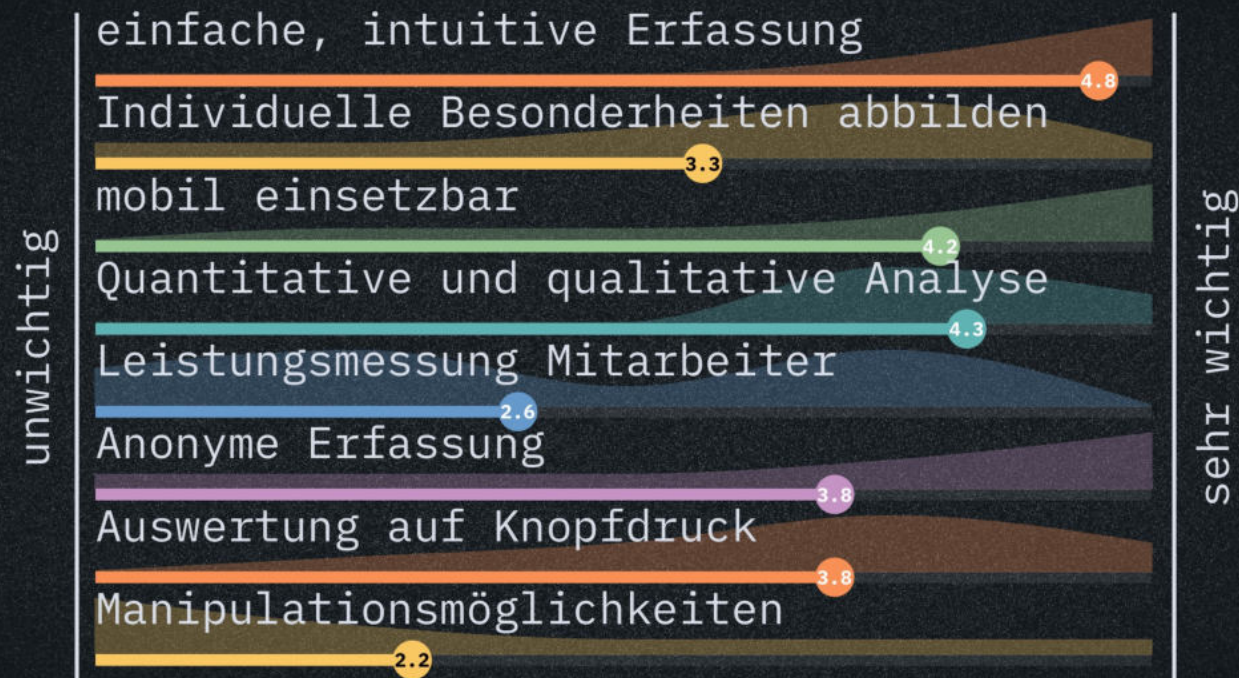 einfache, intuitive Erfassung
4.8
Individuelle Besonderheiten abbilden
3.3
mobil einsetzbar
4.2
Quantitative und qualitative Analyse
4.3
Leistungsmessung Mitarbeiter
2.6
Anonyme Erfassung
3.8
Auswertung auf Knopfdruck
3.8
Manipulationsmöglichkeiten
2.2
unwichtig
sehr wichtig